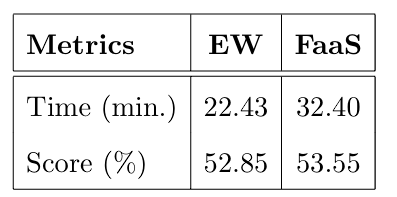 Metrics EW FaaS
Time (min.) 22.43 32.40
Score (%) 52.85 53.55